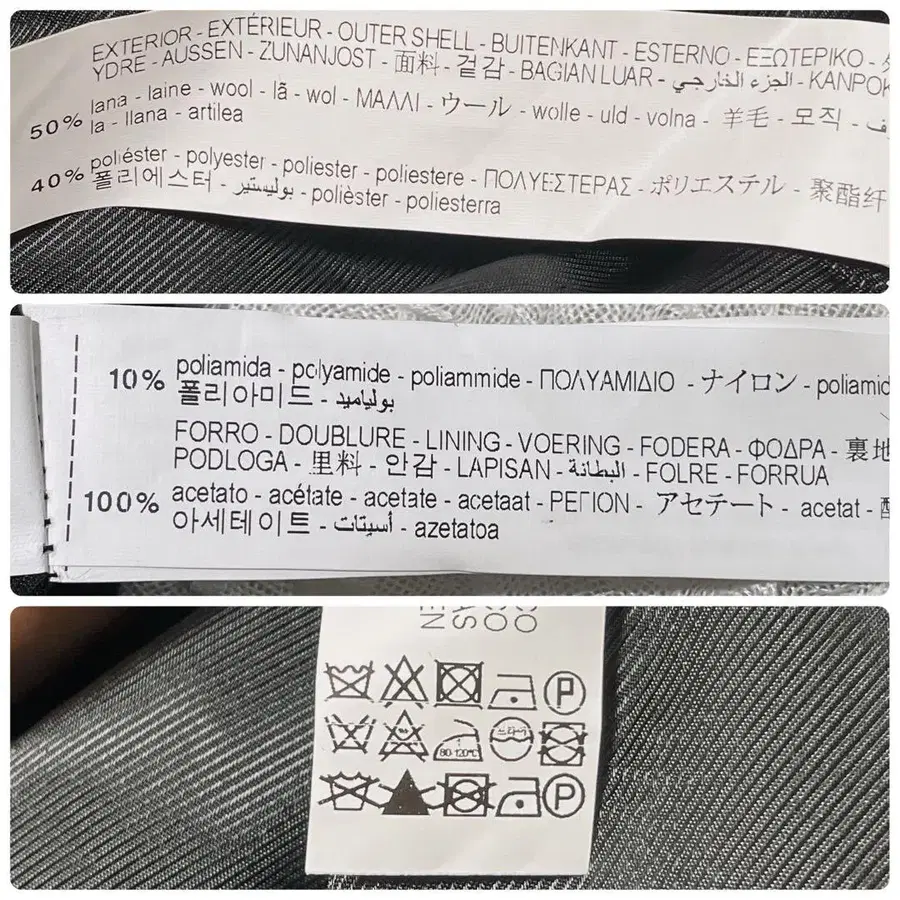 EXTERIOR - EXTÉRIEUR - OUTER SHELL - BUITENKANT - ESTERNO - ΕΞΩΤΕΡΙΚΟ -
YDRE - AUSSEN - ZUNANJOST - 面料 - 겉감 - BAGIAN LUAR - الجزء الخارجي - KANPOK
50% lana - laine - wool - lã - wol - ΜΑΛΛΙ - ウール - wolle - uld - volna - 羊毛 - 모직 -
la - llana - artilea
40% poliéster - polyester - poliester - poliestere - ΠΟΛΥΕΣΤΕΡΑΣ - ポリエステル - 聚酯纤
폴리에스터 - بوليستير - polièster - poliesterra
10% poliamida - polyamide - poliammide - ΠΟΛΥΑΜΙΔΙΟ - ナイロン - poliamid
폴리아미드 - بولياميد
FORRO - DOUBLURE - LINING - VOERING - FODERA - ΦΟΔΡΑ - 裏地
PODLOGA - 里料 - 안감 - LAPISAN - البطانة - FOLRE - FORRUA
100% acetato - acétate - acetate - acetaat - ΡΕΓΙΟΝ - アセテート - acetat - 酯
아세테이트 - أسيتات - azetatoa
P
80-120℃ 드라이
P